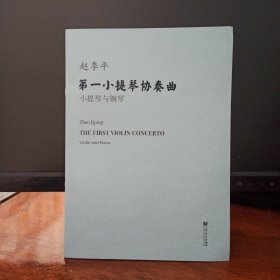 赵季平
第一小提琴协奏曲
小提琴与钢琴
Zhao Jiping
THE FIRST VIOLIN CONCERTO
Violin and Piano